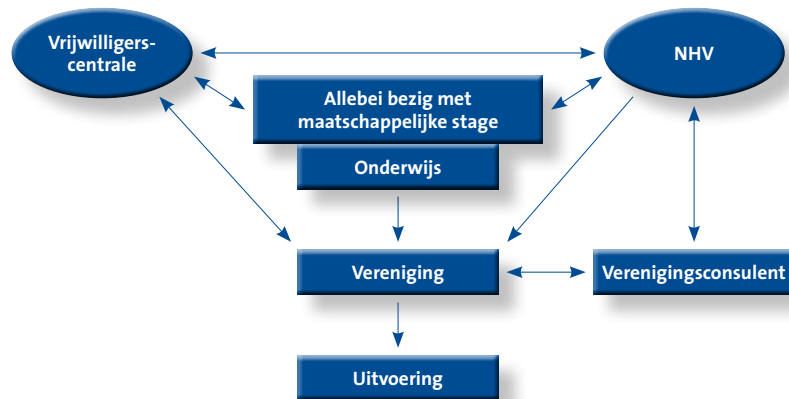 Vrijwilligers-
centrale
NHV
Allebei bezig met
maatschappelijke stage
Onderwijs
Vereniging
Verenigingsconsulent
Uitvoering